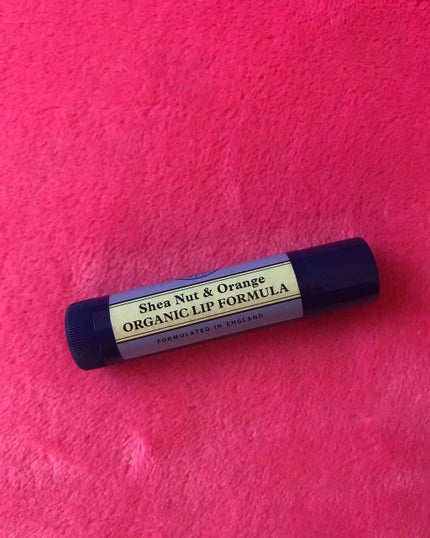 Shea Nut & Orange
ORGANIC LIP FORMULA
FORMULATED IN ENGLAND